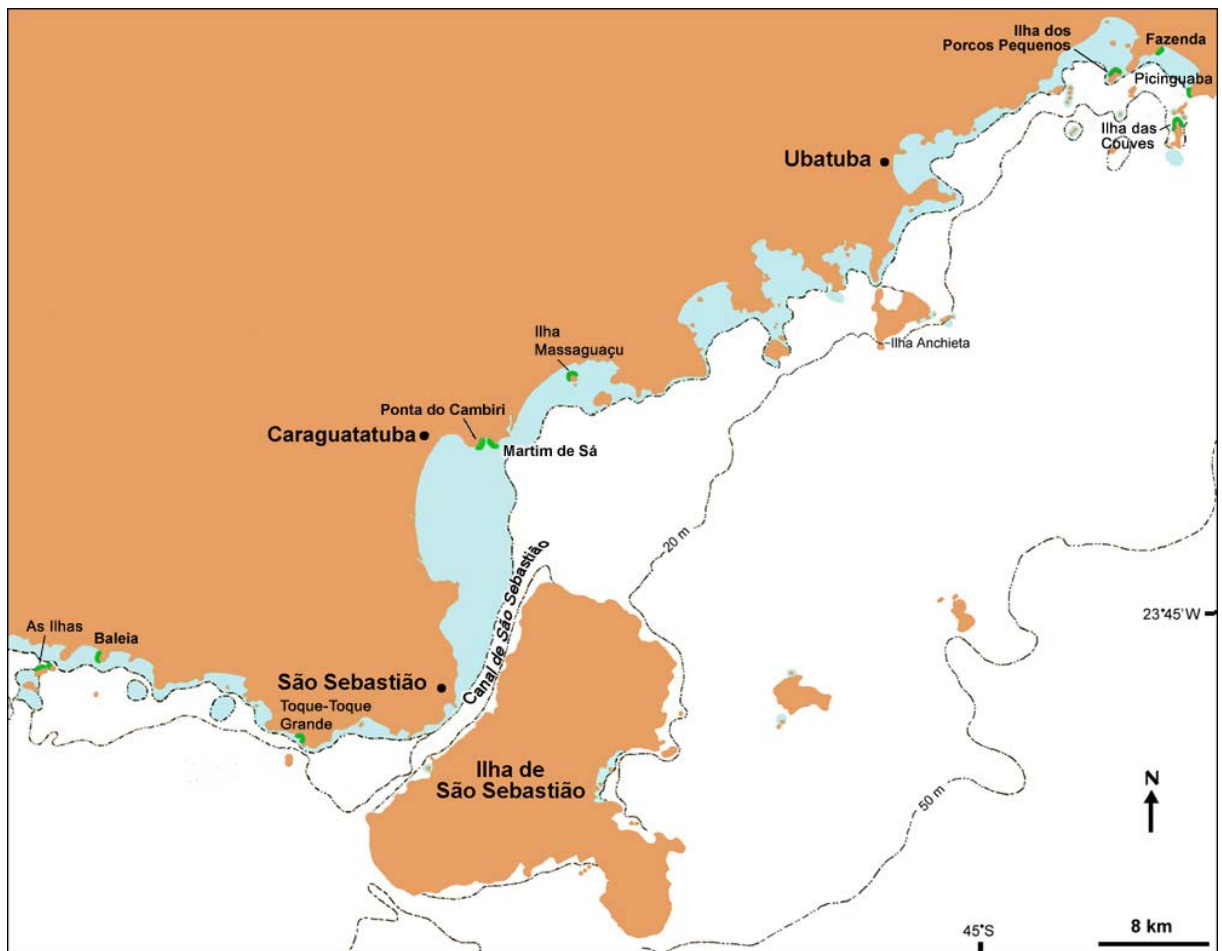 Ilha dos
Porcos Pequenos
Fazenda
Picinguaba
Ilha das
Couves
Ubatuba
Ilha Anchieta
Ilha
Massaguaçu
Ponta do Cambiri
Caraguatatuba
Martim de Sá
20 m
Canal de São Sebastião
23°45' W
As Ilhas
Baleia
São Sebastião
Toque-Toque
Grande
Ilha de
São Sebastião
50 m
N
45°S
8 km